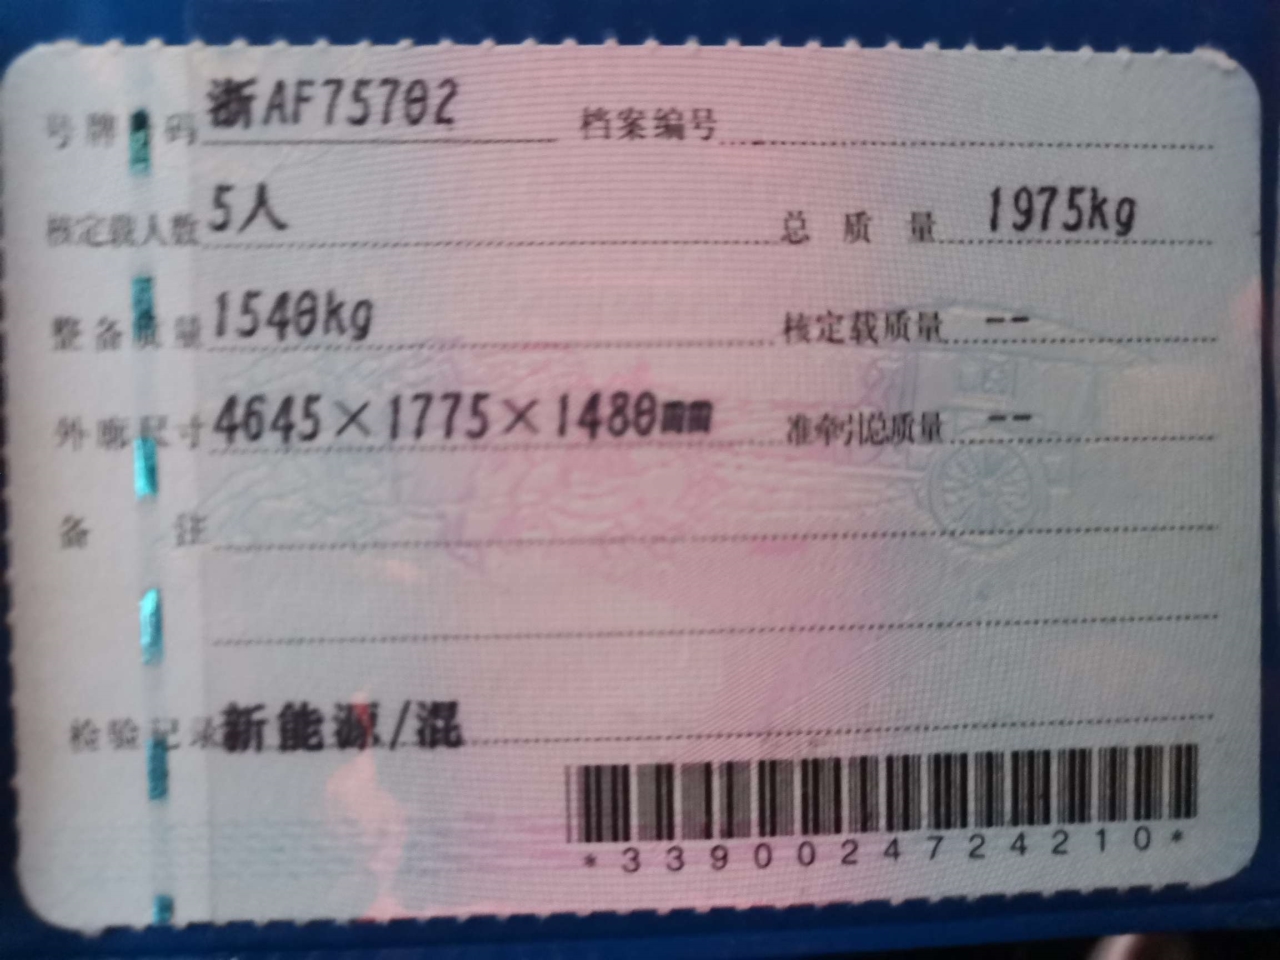 号牌号码 浙AF75702 档案编号
核定载人数 5人 总质量 1975kg
整备质量 1540kg 核定载质量 --
外廓尺寸 4645×1775×1480mm 准牵引总质量 --
备注
检验记录 新能源/混
*3390024724210*